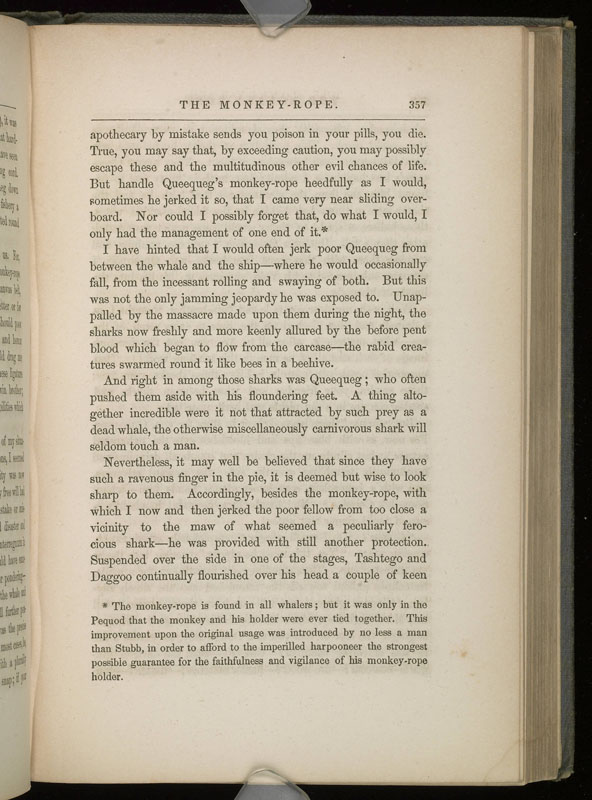 THE MONKEY-ROPE. 357
apothecary by mistake sends you poison in your pills, you die.
True, you may say that, by exceeding caution, you may possibly
escape these and the multitudinous other evil chances of life.
But handle Queequeg's monkey-rope heedfully as I would,
sometimes he jerked it so, that I came very near sliding over-
board. Nor could I possibly forget that, do what I would, I
only had the management of one end of it.*
I have hinted that I would often jerk poor Queequeg from
between the whale and the ship—where he would occasionally
fall, from the incessant rolling and swaying of both. But this
was not the only jamming jeopardy he was exposed to. Unap-
palled by the massacre made upon them during the night, the
sharks now freshly and more keenly allured by the before pent
blood which began to flow from the carcase—the rabid crea-
tures swarmed round it like bees in a beehive.
And right in among those sharks was Queequeg; who often
pushed them aside with his floundering feet. A thing alto-
gether incredible were it not that attracted by such prey as a
dead whale, the otherwise miscellaneously carnivorous shark will
seldom touch a man.
Nevertheless, it may well be believed that since they have
such a ravenous finger in the pie, it is deemed but wise to look
sharp to them. Accordingly, besides the monkey-rope, with
which I now and then jerked the poor fellow from too close a
vicinity to the maw of what seemed a peculiarly fero-
cious shark—he was provided with still another protection.
Suspended over the side in one of the stages, Tashtego and
Daggoo continually flourished over his head a couple of keen
* The monkey-rope is found in all whalers; but it was only in the
Pequod that the monkey and his holder were ever tied together. This
improvement upon the original usage was introduced by no less a man
than Stubb, in order to afford to the imperilled harpooneer the strongest
possible guarantee for the faithfulness and vigilance of his monkey-rope
holder.